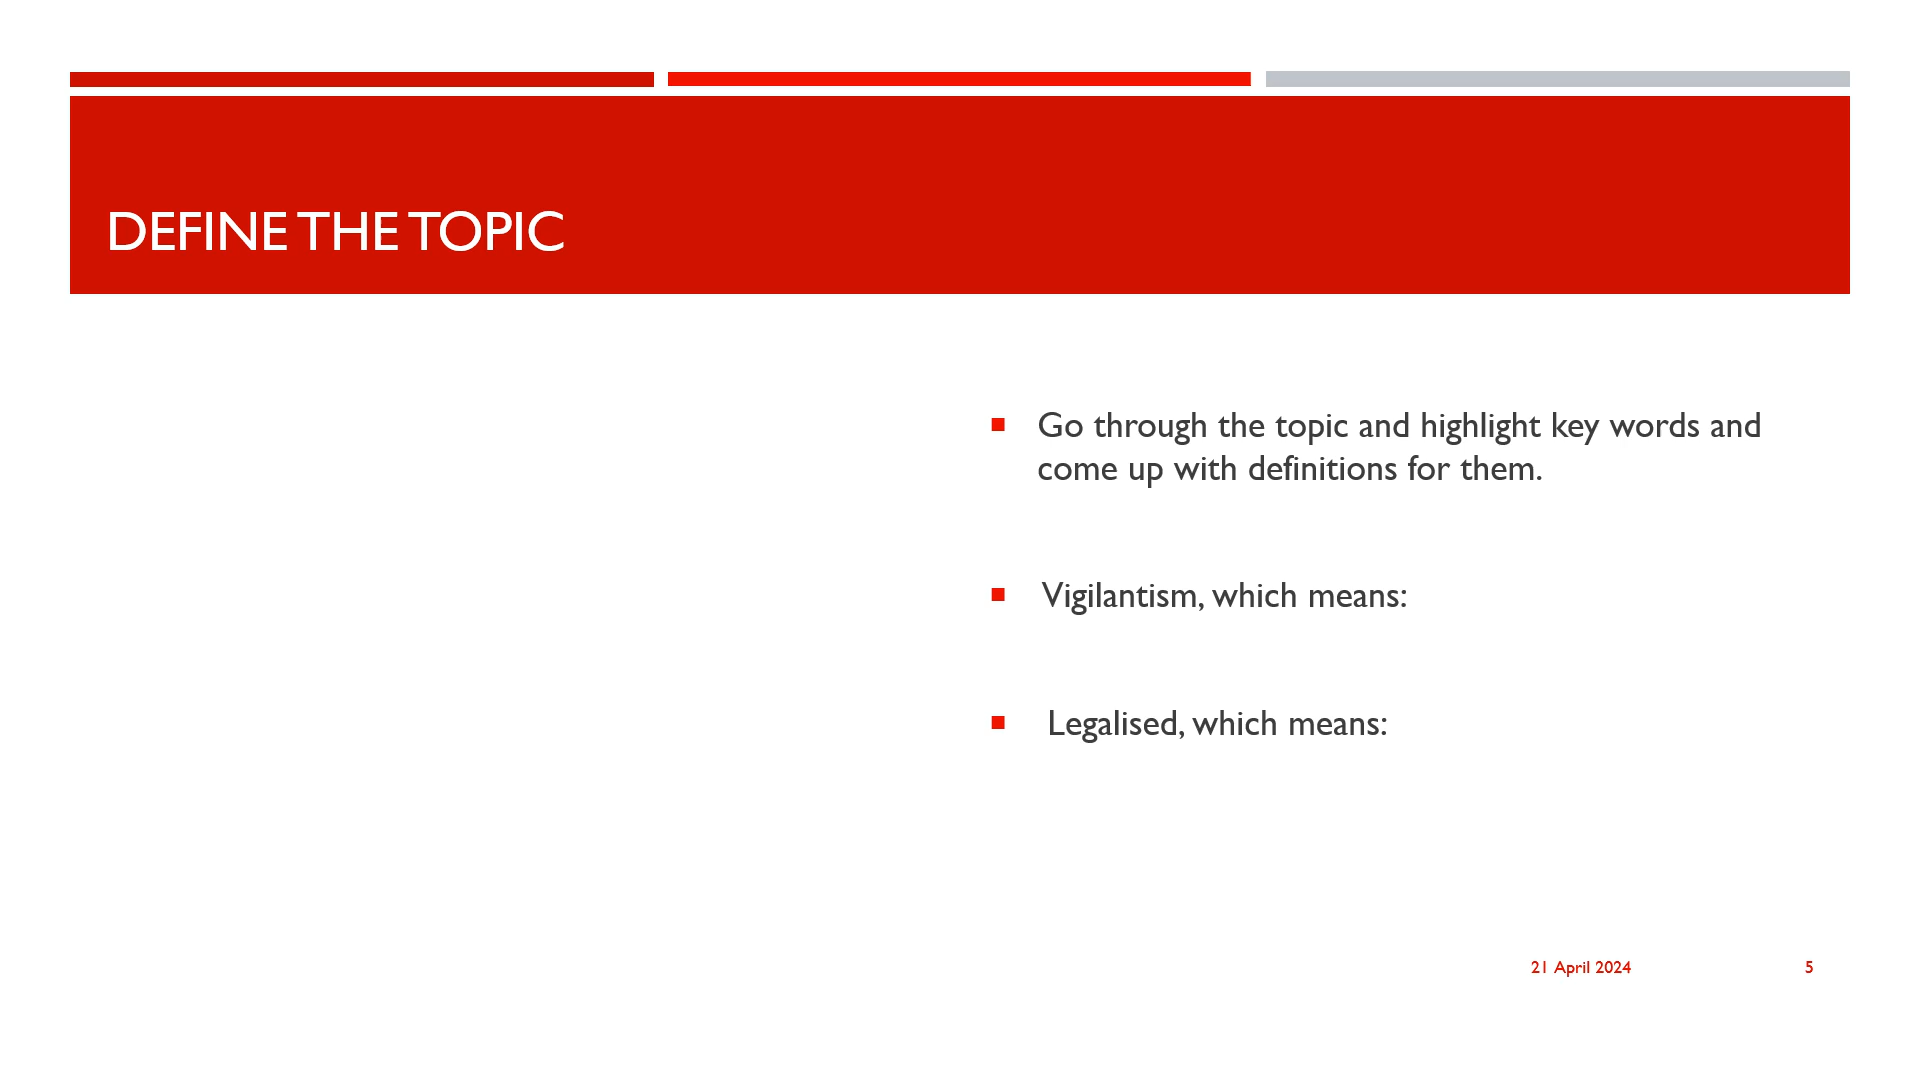 DEFINE THE TOPIC
Go through the topic and highlight key words and
come up with definitions for them.
Vigilantism, which means:
Legalised, which means:
21 April 2024
5